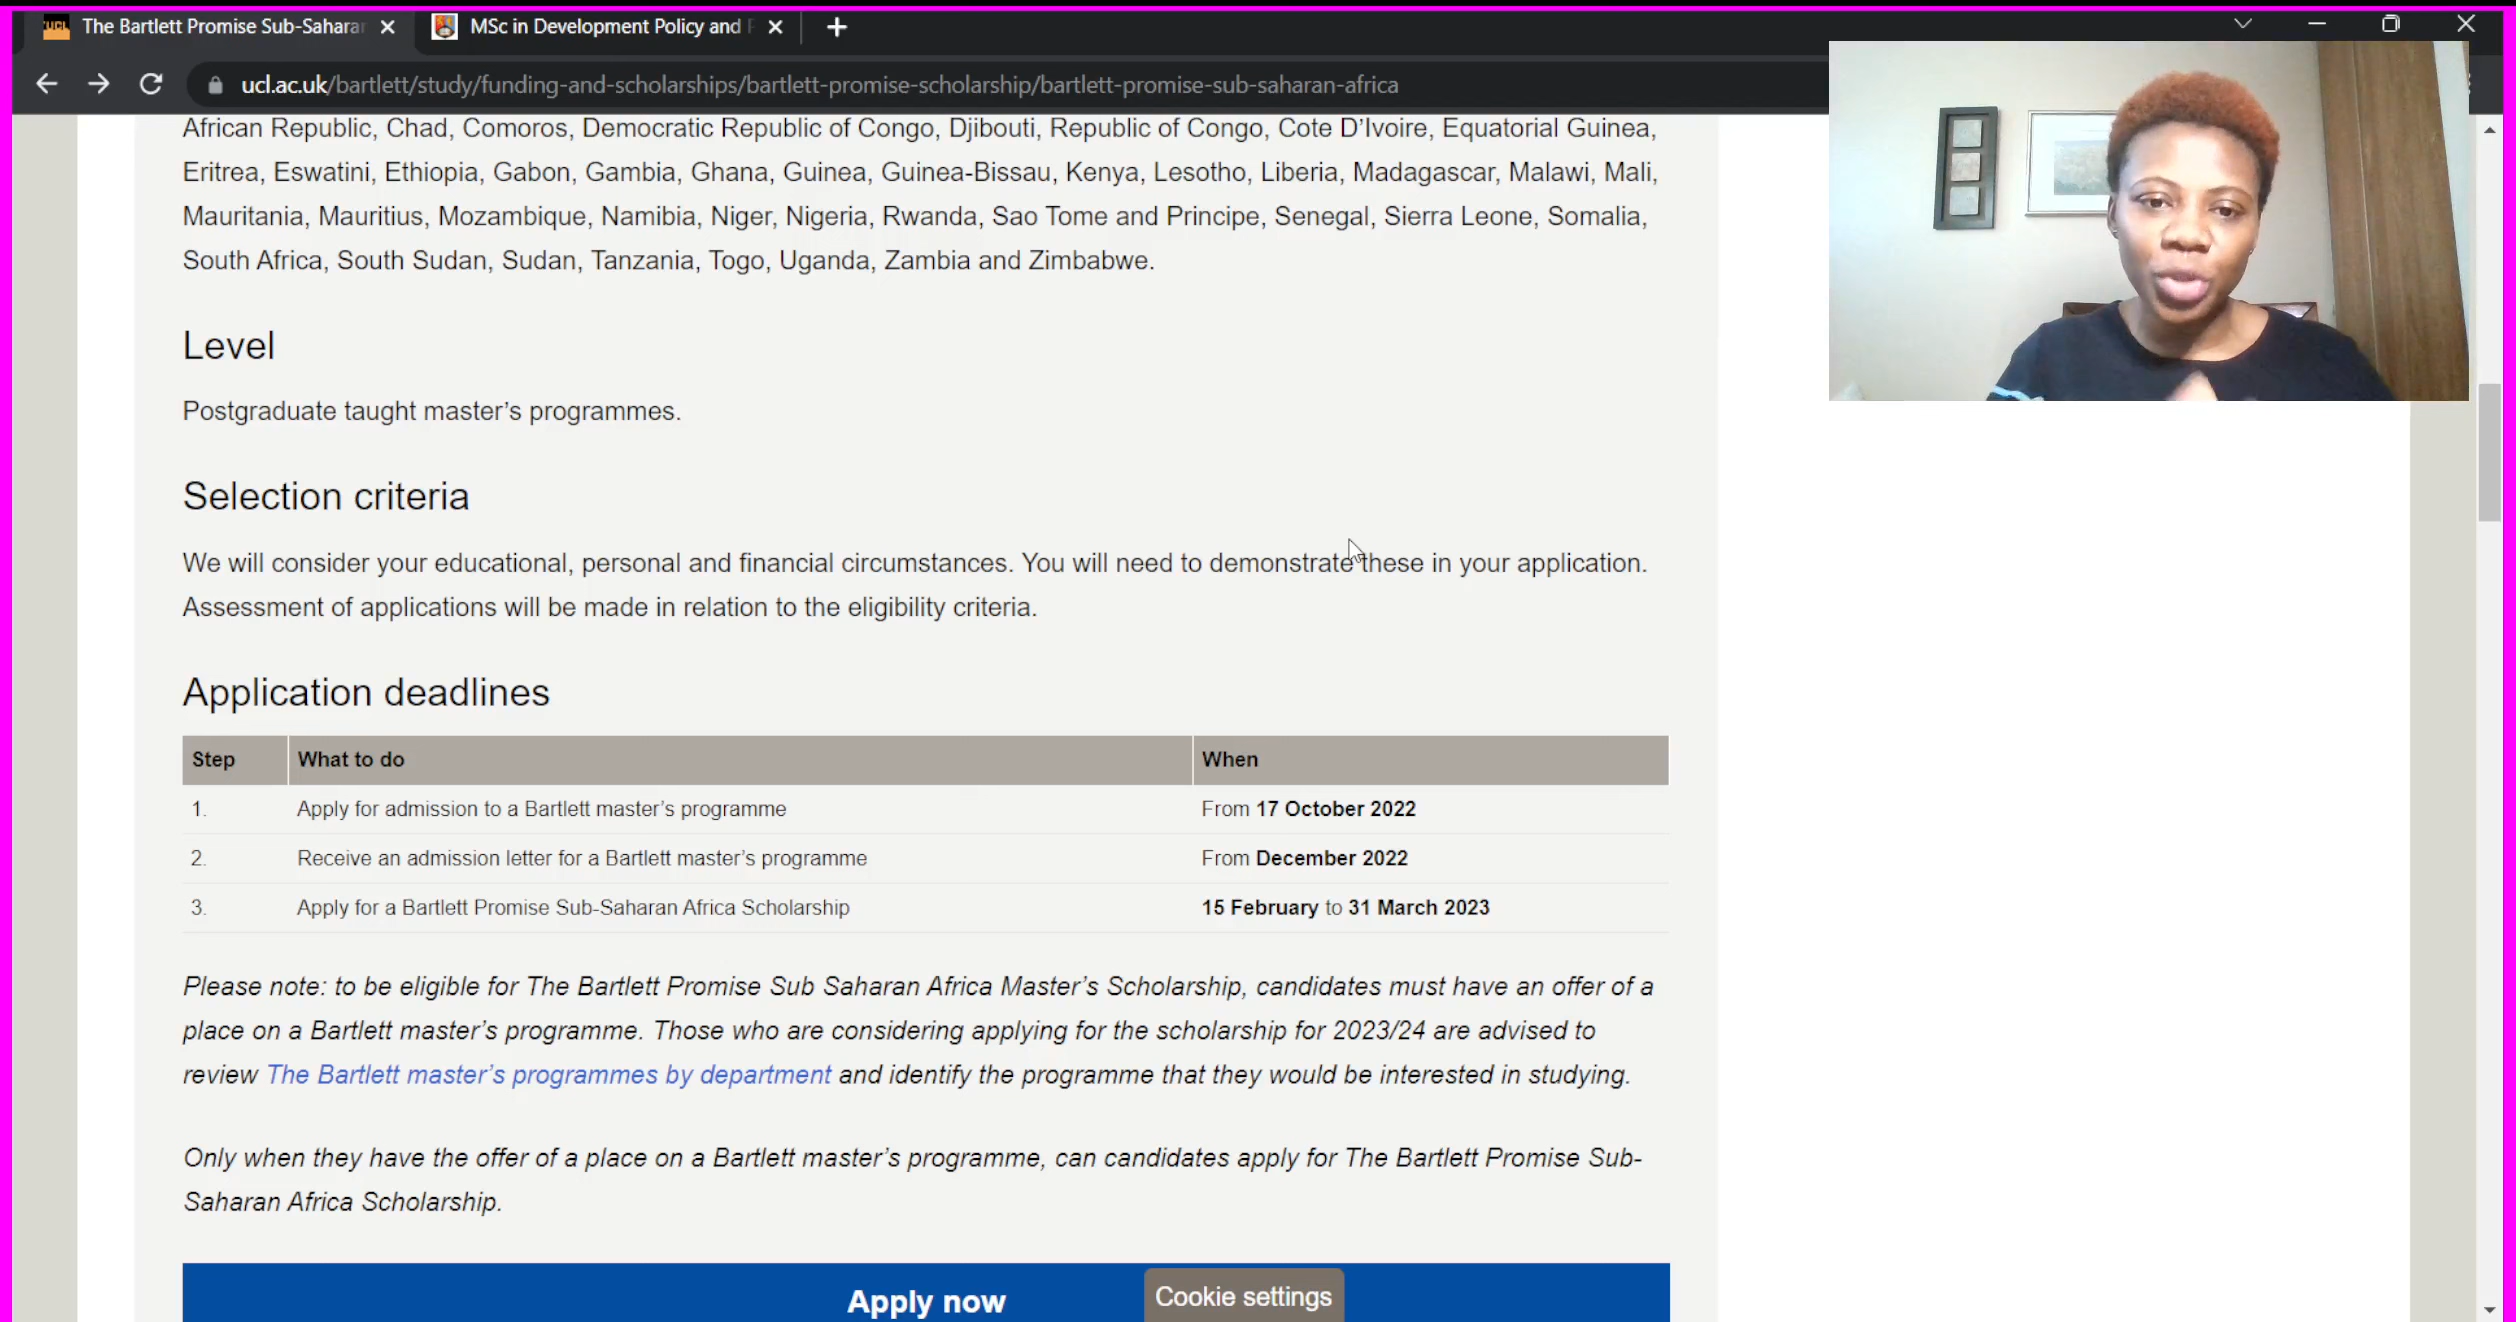 UCL The Bartlett Promise Sub-Sahara
MSc in Development Policy and
ucl.ac.uk/bartlett/study/funding-and-scholarships/bartlett-promise-scholarship/bartlett-promise-sub-saharan-africa
African Republic, Chad, Comoros, Democratic Republic of Congo, Djibouti, Republic of Congo, Cote D’Ivoire, Equatorial Guinea,
Eritrea, Eswatini, Ethiopia, Gabon, Gambia, Ghana, Guinea, Guinea-Bissau, Kenya, Lesotho, Liberia, Madagascar, Malawi, Mali,
Mauritania, Mauritius, Mozambique, Namibia, Niger, Nigeria, Rwanda, Sao Tome and Principe, Senegal, Sierra Leone, Somalia,
South Africa, South Sudan, Sudan, Tanzania, Togo, Uganda, Zambia and Zimbabwe.
Level
Postgraduate taught master’s programmes.
Selection criteria
We will consider your educational, personal and financial circumstances. You will need to demonstrate these in your application.
Assessment of applications will be made in relation to the eligibility criteria.
Application deadlines
Step What to do When
1. Apply for admission to a Bartlett master’s programme From 17 October 2022
2. Receive an admission letter for a Bartlett master’s programme From December 2022
3. Apply for a Bartlett Promise Sub-Saharan Africa Scholarship 15 February to 31 March 2023
Please note: to be eligible for The Bartlett Promise Sub Saharan Africa Master’s Scholarship, candidates must have an offer of a
place on a Bartlett master’s programme. Those who are considering applying for the scholarship for 2023/24 are advised to
review The Bartlett master’s programmes by department and identify the programme that they would be interested in studying.
Only when they have the offer of a place on a Bartlett master’s programme, can candidates apply for The Bartlett Promise Sub-
Saharan Africa Scholarship.
Apply now
Cookie settings